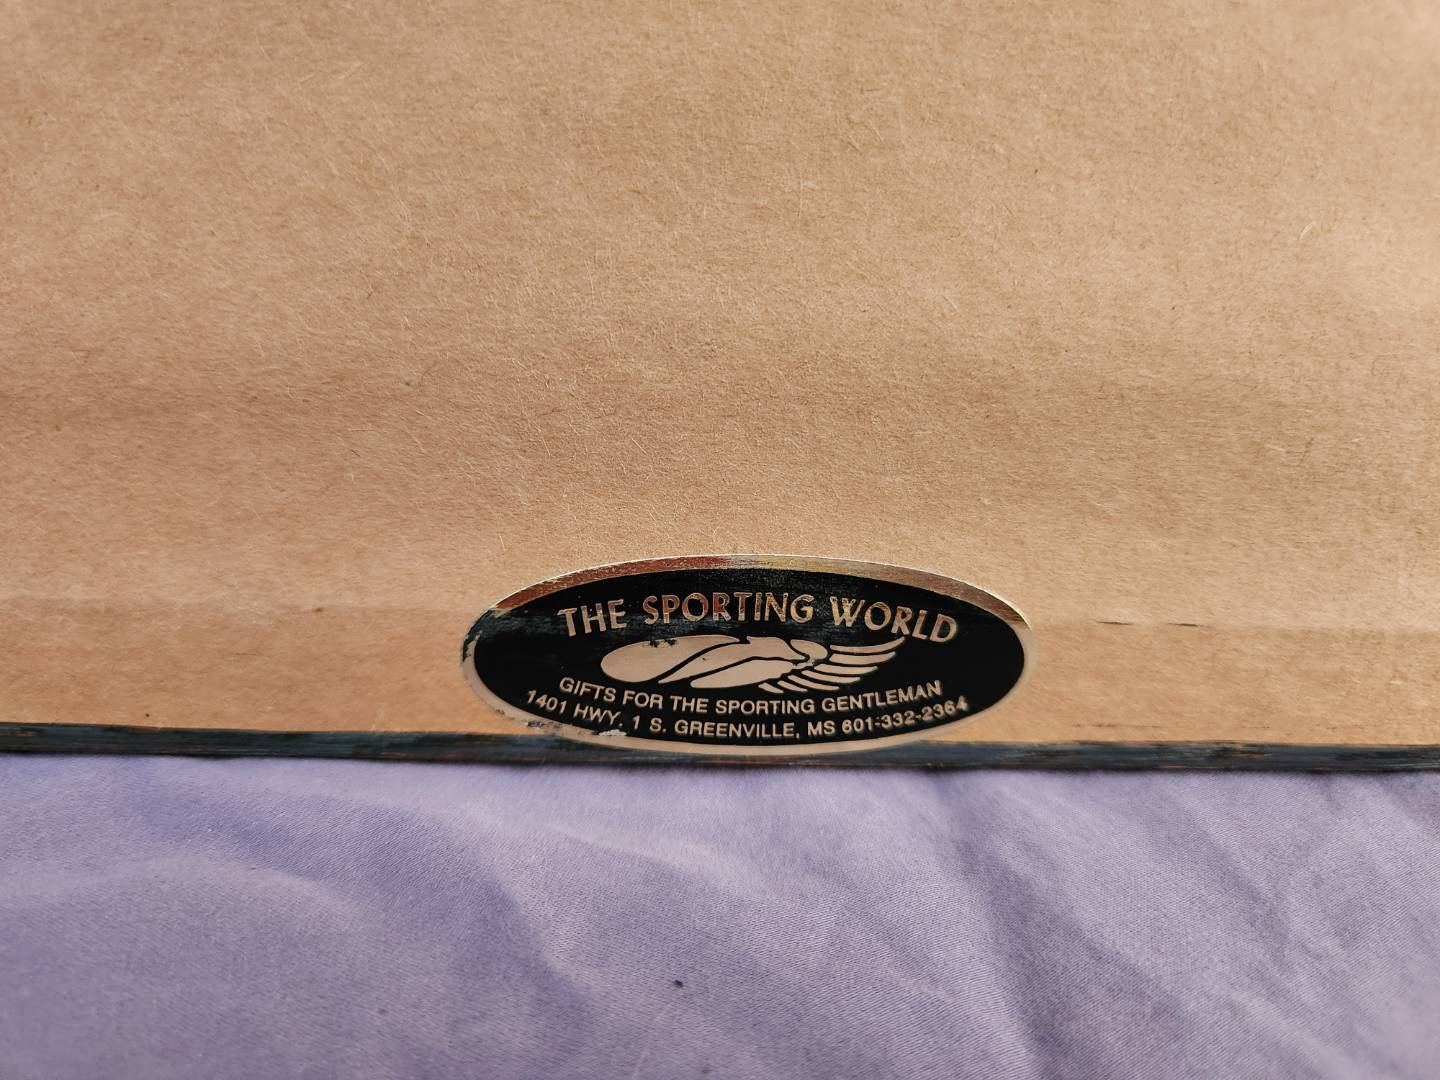 THE SPORTING WORLD
GIFTS FOR THE SPORTING GENTLEMAN
1401 HWY. 1 S. GREENVILLE, MS 601-332-2364